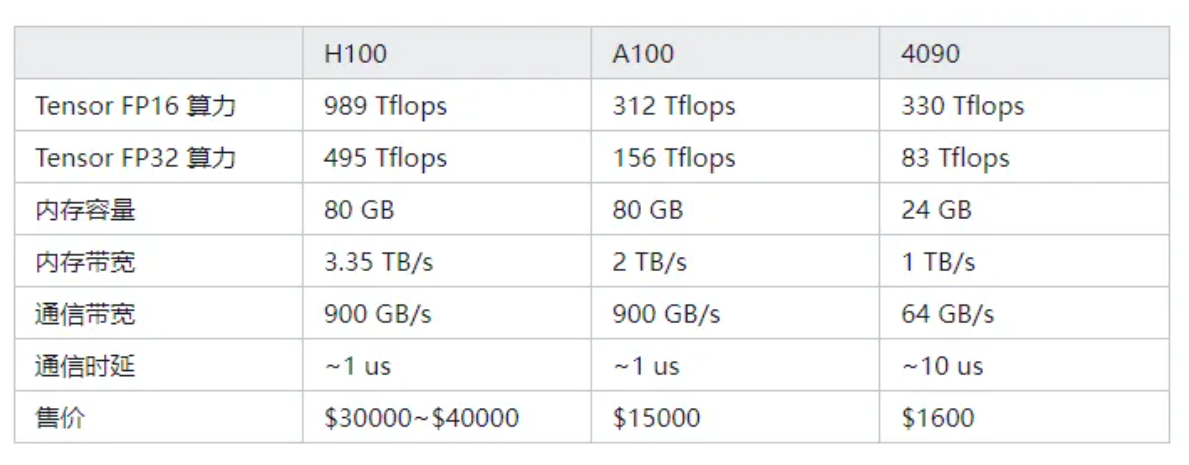 H100 A100 4090
Tensor FP16 算力 989 Tflops 312 Tflops 330 Tflops
Tensor FP32 算力 495 Tflops 156 Tflops 83 Tflops
内存容量 80 GB 80 GB 24 GB
内存带宽 3.35 TB/s 2 TB/s 1 TB/s
通信带宽 900 GB/s 900 GB/s 64 GB/s
通信时延 ~1 us ~1 us ~10 us
售价 $30000~$40000 $15000 $1600